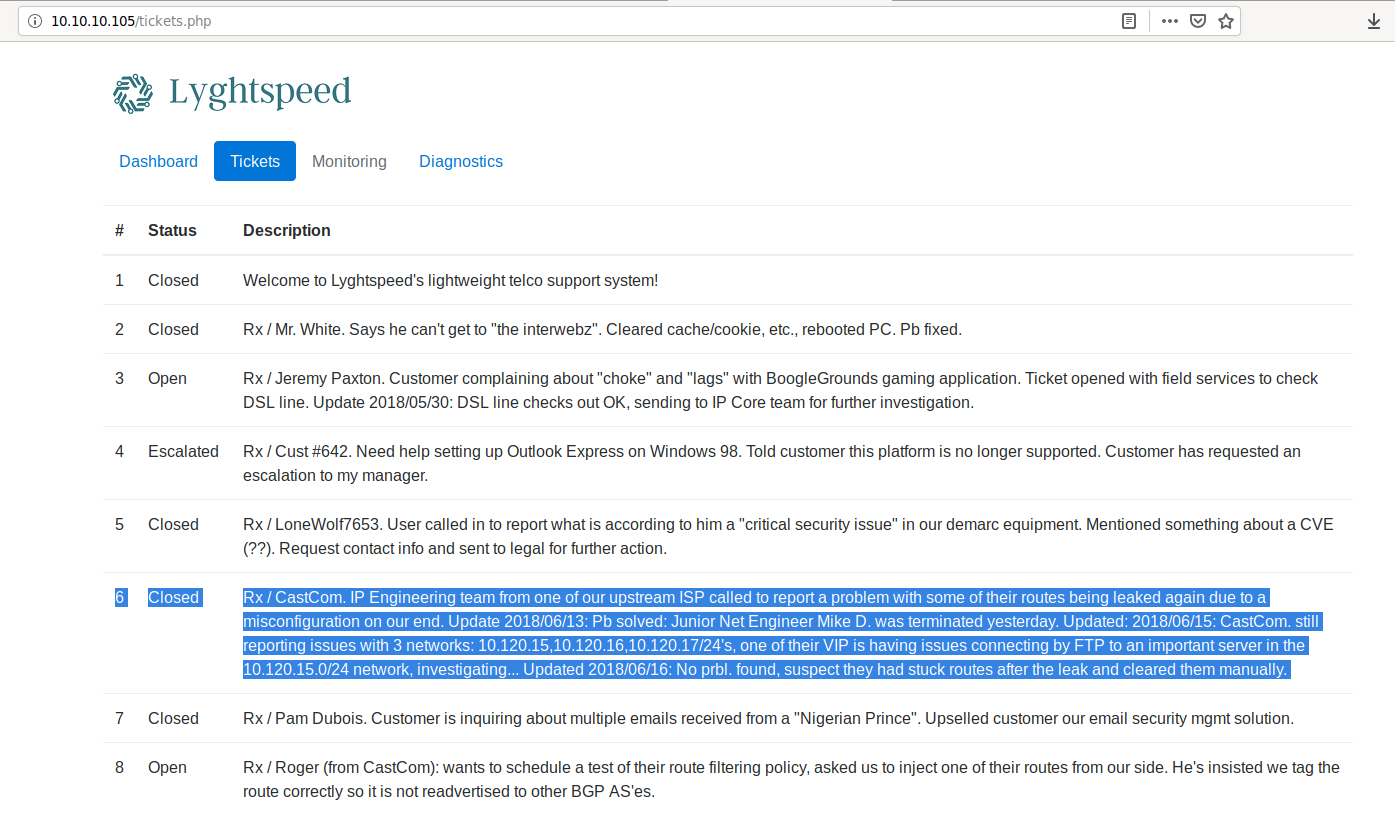 10.10.10.105/tickets.php
Lyghtspeed
Dashboard Tickets Monitoring Diagnostics
# Status Description
1 Closed Welcome to Lyghtspeed's lightweight telco support system!
2 Closed Rx / Mr. White. Says he can't get to "the interwebz". Cleared cache/cookie, etc., rebooted PC. Pb fixed.
3 Open Rx / Jeremy Paxton. Customer complaining about "choke" and "lags" with BoogleGrounds gaming application. Ticket opened with field services to check
DSL line. Update 2018/05/30: DSL line checks out OK, sending to IP Core team for further investigation.
4 Escalated Rx / Cust #642. Need help setting up Outlook Express on Windows 98. Told customer this platform is no longer supported. Customer has requested an
escalation to my manager.
5 Closed Rx / LoneWolf7653. User called in to report what is according to him a "critical security issue" in our demarc equipment. Mentioned something about a CVE
(??). Request contact info and sent to legal for further action.
6 Closed Rx / CastCom. IP Engineering team from one of our upstream ISP called to report a problem with some of their routes being leaked again due to a
misconfiguration on our end. Update 2018/06/13: Pb solved: Junior Net Engineer Mike D. was terminated yesterday. Updated: 2018/06/15: CastCom. still
reporting issues with 3 networks: 10.120.15,10.120.16,10.120.17/24's, one of their VIP is having issues connecting by FTP to an important server in the
10.120.15.0/24 network, investigating... Updated 2018/06/16: No prbl. found, suspect they had stuck routes after the leak and cleared them manually.
7 Closed Rx / Pam Dubois. Customer is inquiring about multiple emails received from a "Nigerian Prince". Upselled customer our email security mgmt solution.
8 Open Rx / Roger (from CastCom): wants to schedule a test of their route filtering policy, asked us to inject one of their routes from our side. He's insisted we tag the
route correctly so it is not readvertised to other BGP AS'es.